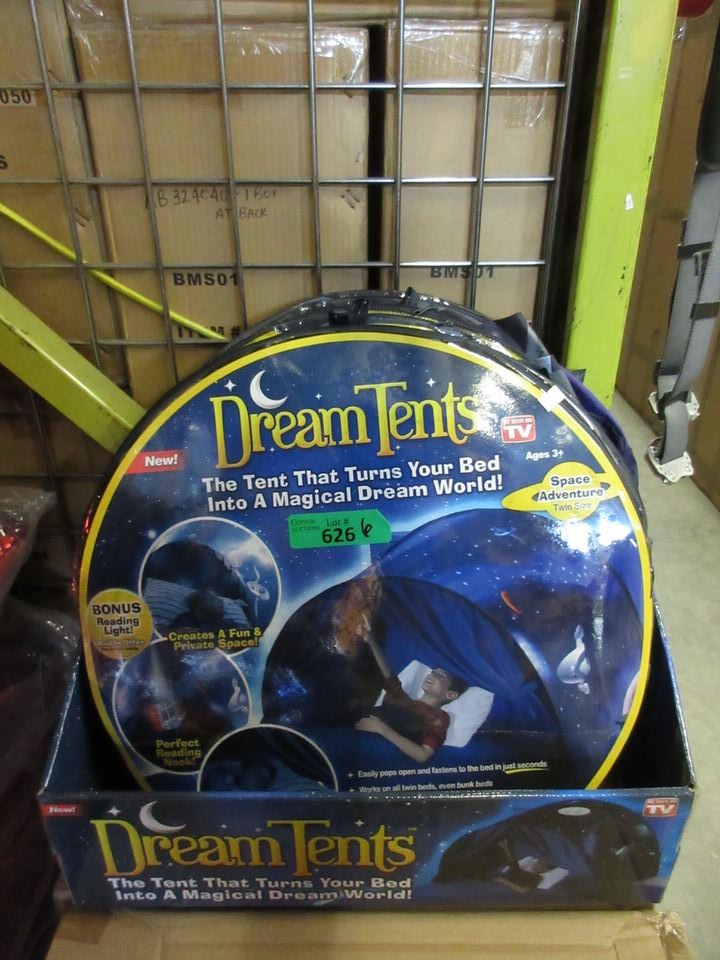 050
S
B 324040-1 BOX
AT BACK
BMS01
BMS01
ITEM #
Dream Tents
AS SEEN ON
TV
New!
Ages 3+
The Tent That Turns Your Bed
Into A Magical Dream World!
Space
Adventure
Twin Size
COTTON
AUCTIONS
Lot #
626 6
BONUS
Reading
Light!
Creates A Fun &
Private Space!
Perfect
Reading
Nook!
Easily pops open and fastens to the bed in just seconds
Works on all twin beds, even bunk beds
New!
AS SEEN ON
TV
Dream Tents™
The Tent That Turns Your Bed
Into A Magical Dream World!